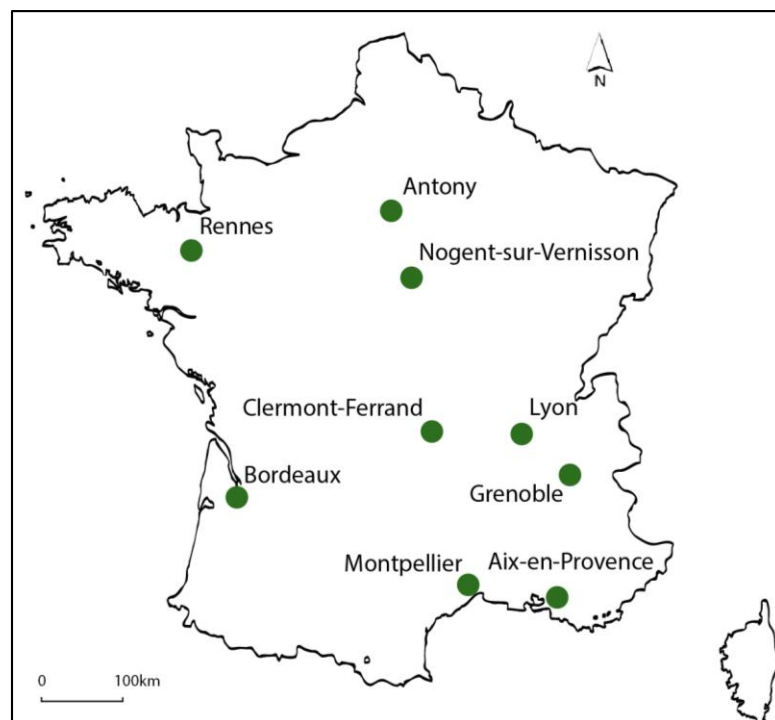 N
Antony
Rennes
Nogent-sur-Vernisson
Clermont-Ferrand
Lyon
Bordeaux
Grenoble
Montpellier
Aix-en-Provence
0
100km